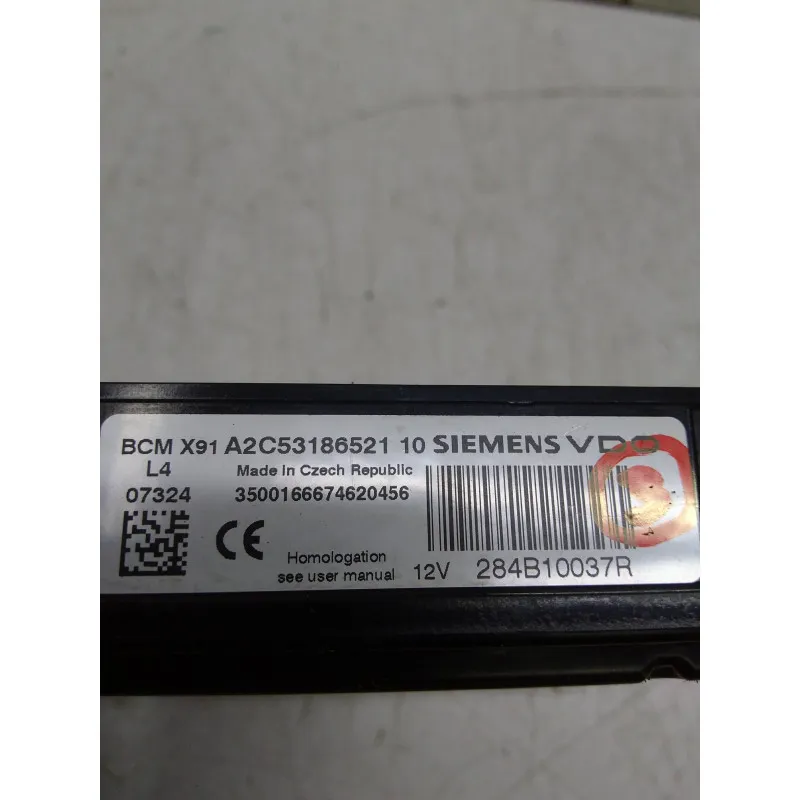 BCM X91 A2C53186521 10 SIEMENS VDO
L4 Made in Czech Republic
07324 3500166674620456
CE
Homologation
see user manual 12V 284B10037R
3